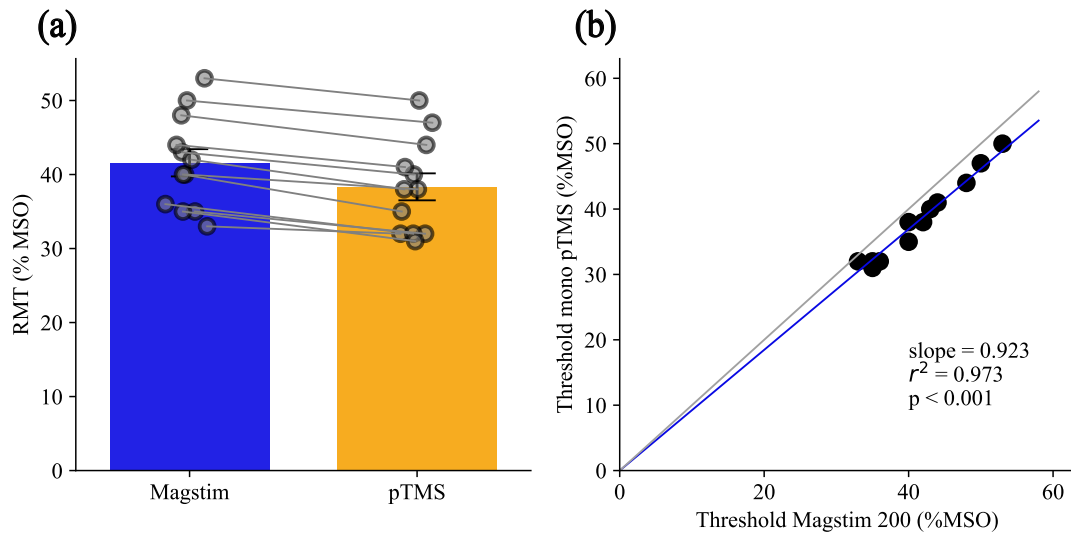 (a)
RMT (% MSO)
50
40
30
20
10
0
Magstim
pTMS
(b)
Threshold mono pTMS (%MSO)
60
50
40
30
20
10
0
slope = 0.923
r² = 0.973
p < 0.001
0
20
40
60
Threshold Magstim 200 (%MSO)